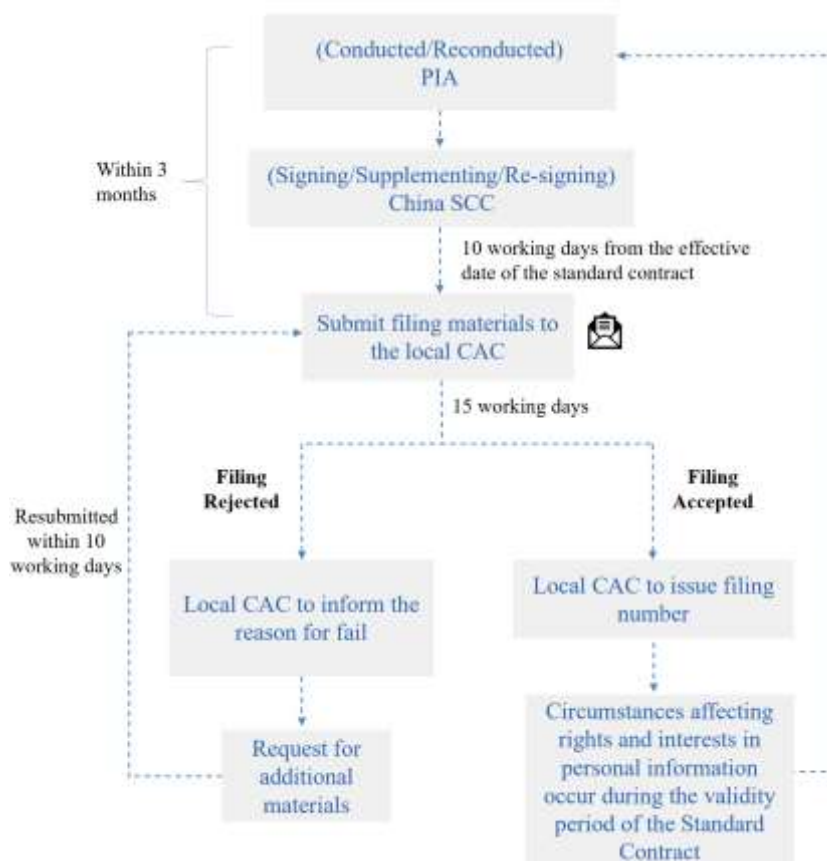 (Conducted/Reconducted)
PIA
Within 3
months
(Signing/Supplementing/Re-signing)
China SCC
10 working days from the effective
date of the standard contract
Submit filing materials to
the local CAC
15 working days
Filing
Rejected
Filing
Accepted
Resubmitted
within 10
working days
Local CAC to inform the
reason for fail
Local CAC to issue filing
number
Request for
additional
materials
Circumstances affecting
rights and interests in
personal information
occur during the validity
period of the Standard
Contract